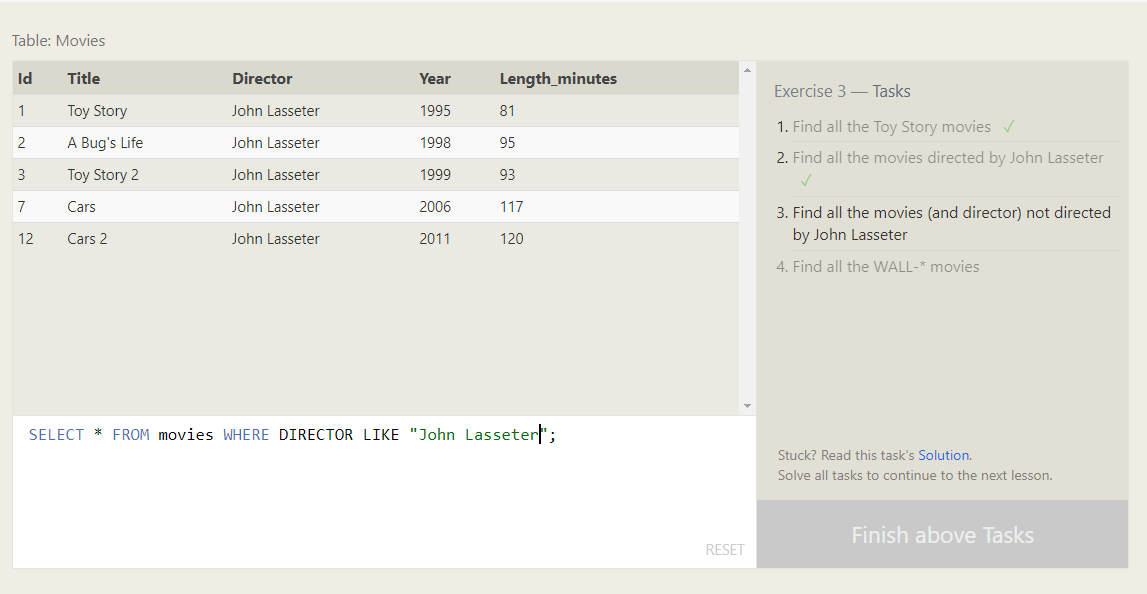 Table: Movies
Id Title Director Year Length_minutes
1 Toy Story John Lasseter 1995 81
2 A Bug's Life John Lasseter 1998 95
3 Toy Story 2 John Lasseter 1999 93
7 Cars John Lasseter 2006 117
12 Cars 2 John Lasseter 2011 120
SELECT * FROM movies WHERE DIRECTOR LIKE "John Lasseter";
RESET
Exercise 3 — Tasks
1. Find all the Toy Story movies ✓
2. Find all the movies directed by John Lasseter
✓
3. Find all the movies (and director) not directed
by John Lasseter
4. Find all the WALL-* movies
Stuck? Read this task's Solution.
Solve all tasks to continue to the next lesson.
Finish above Tasks